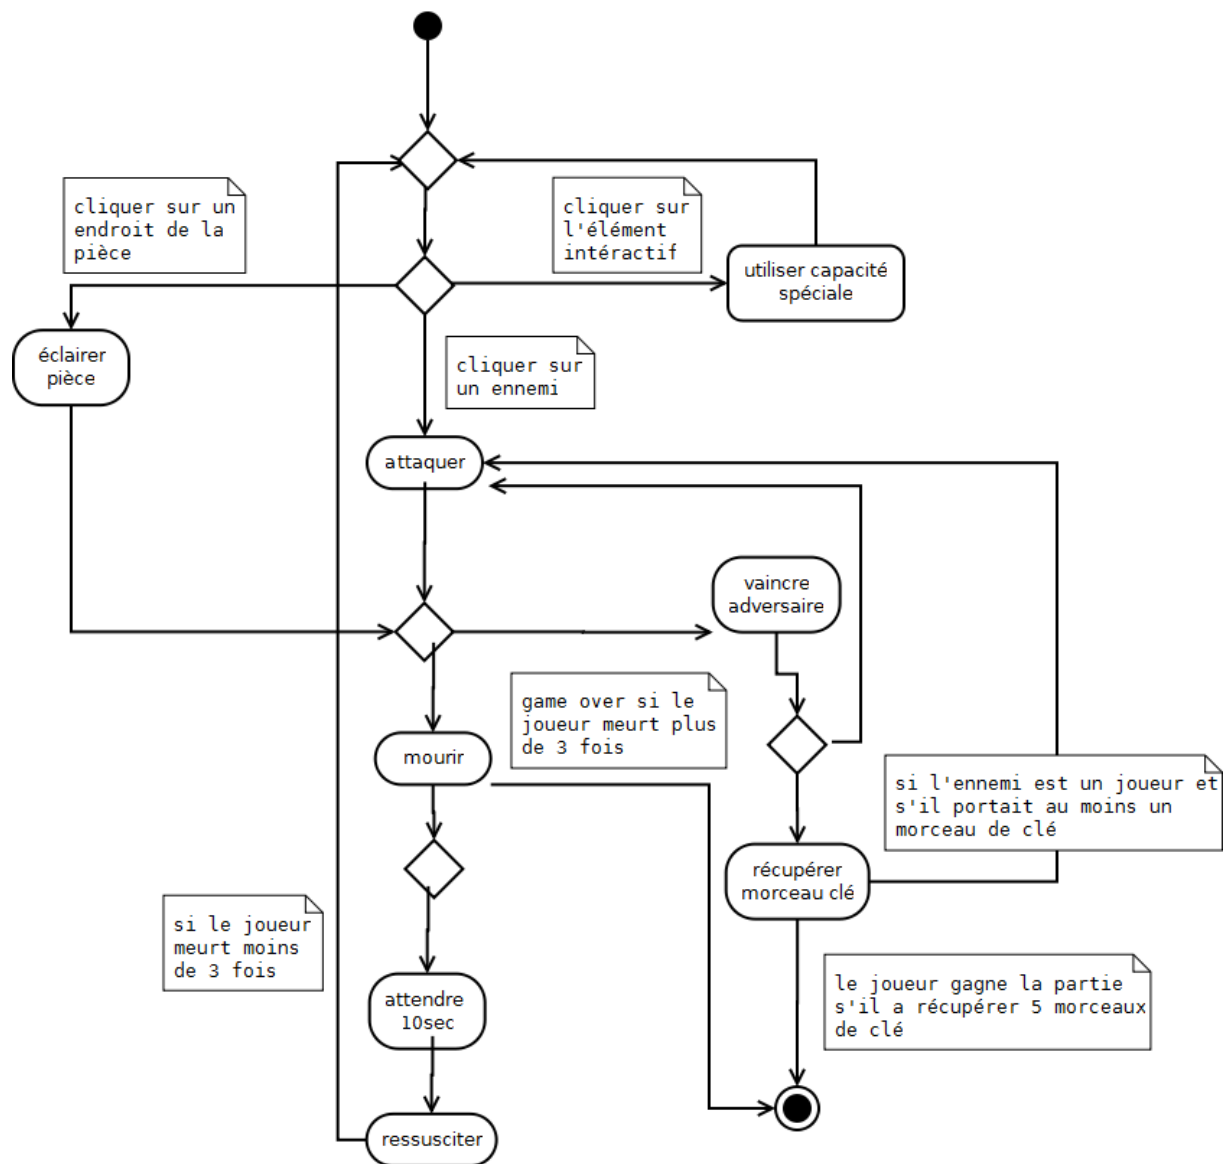 cliquer sur un
endroit de la
pièce
cliquer sur
l'élément
intéractif
utiliser capacité
spéciale
éclairer
pièce
cliquer sur
un ennemi
attaquer
vaincre
adversaire
game over si le
joueur meurt plus
de 3 fois
mourir
si l'ennemi est un joueur et
s'il portait au moins un
morceau de clé
récupérer
morceau clé
si le joueur
meurt moins
de 3 fois
attendre
10sec
le joueur gagne la partie
s'il a récupérer 5 morceaux
de clé
ressusciter